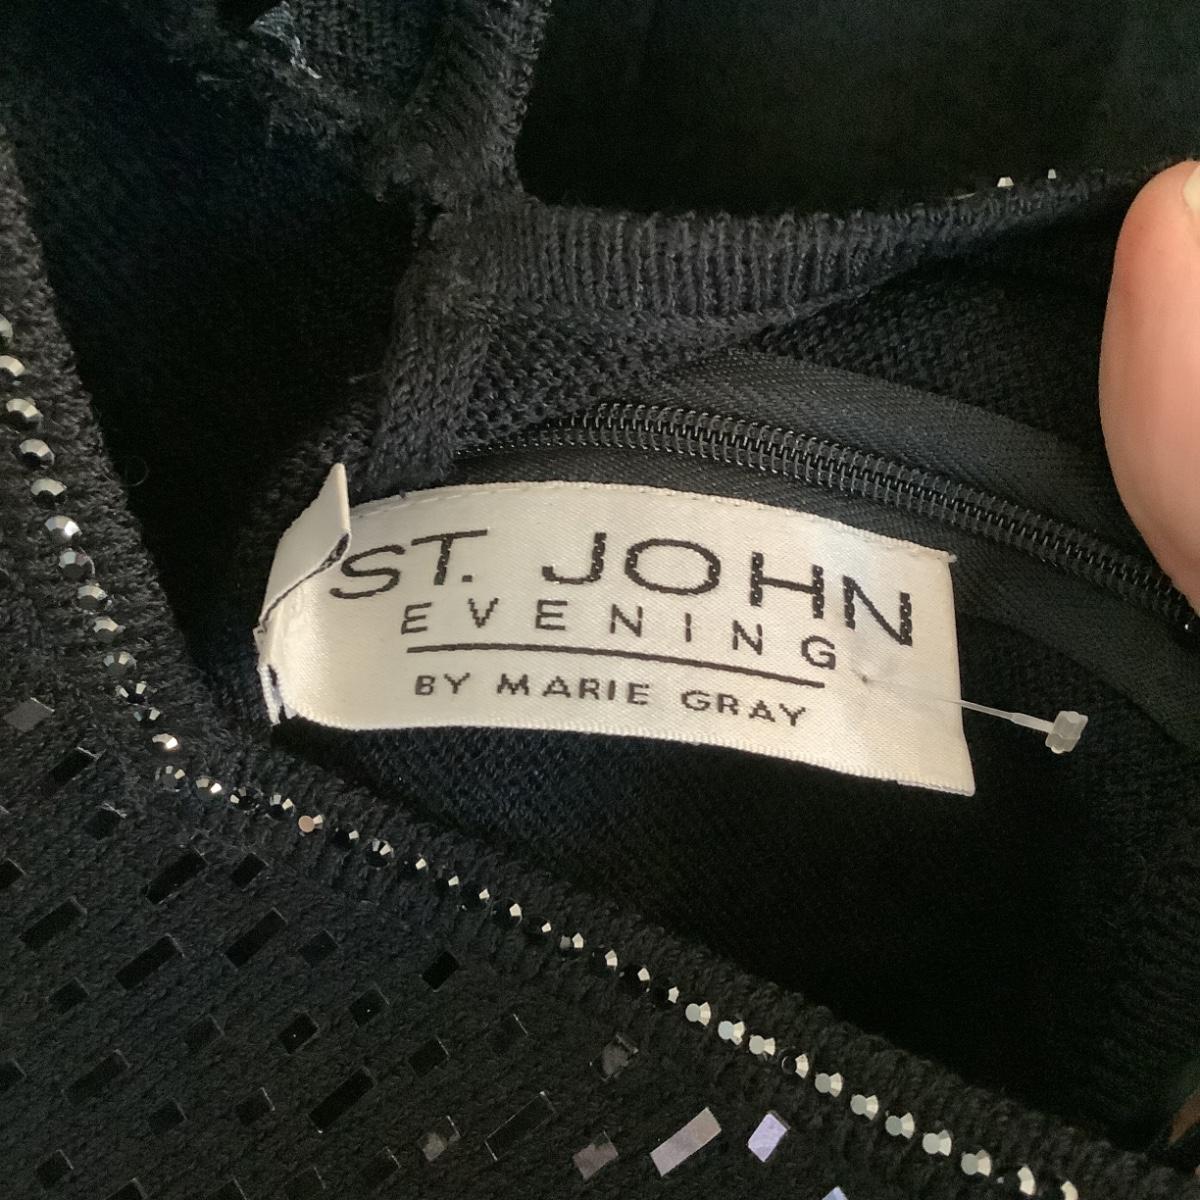 ST. JOHN
EVENING
BY MARIE GRAY